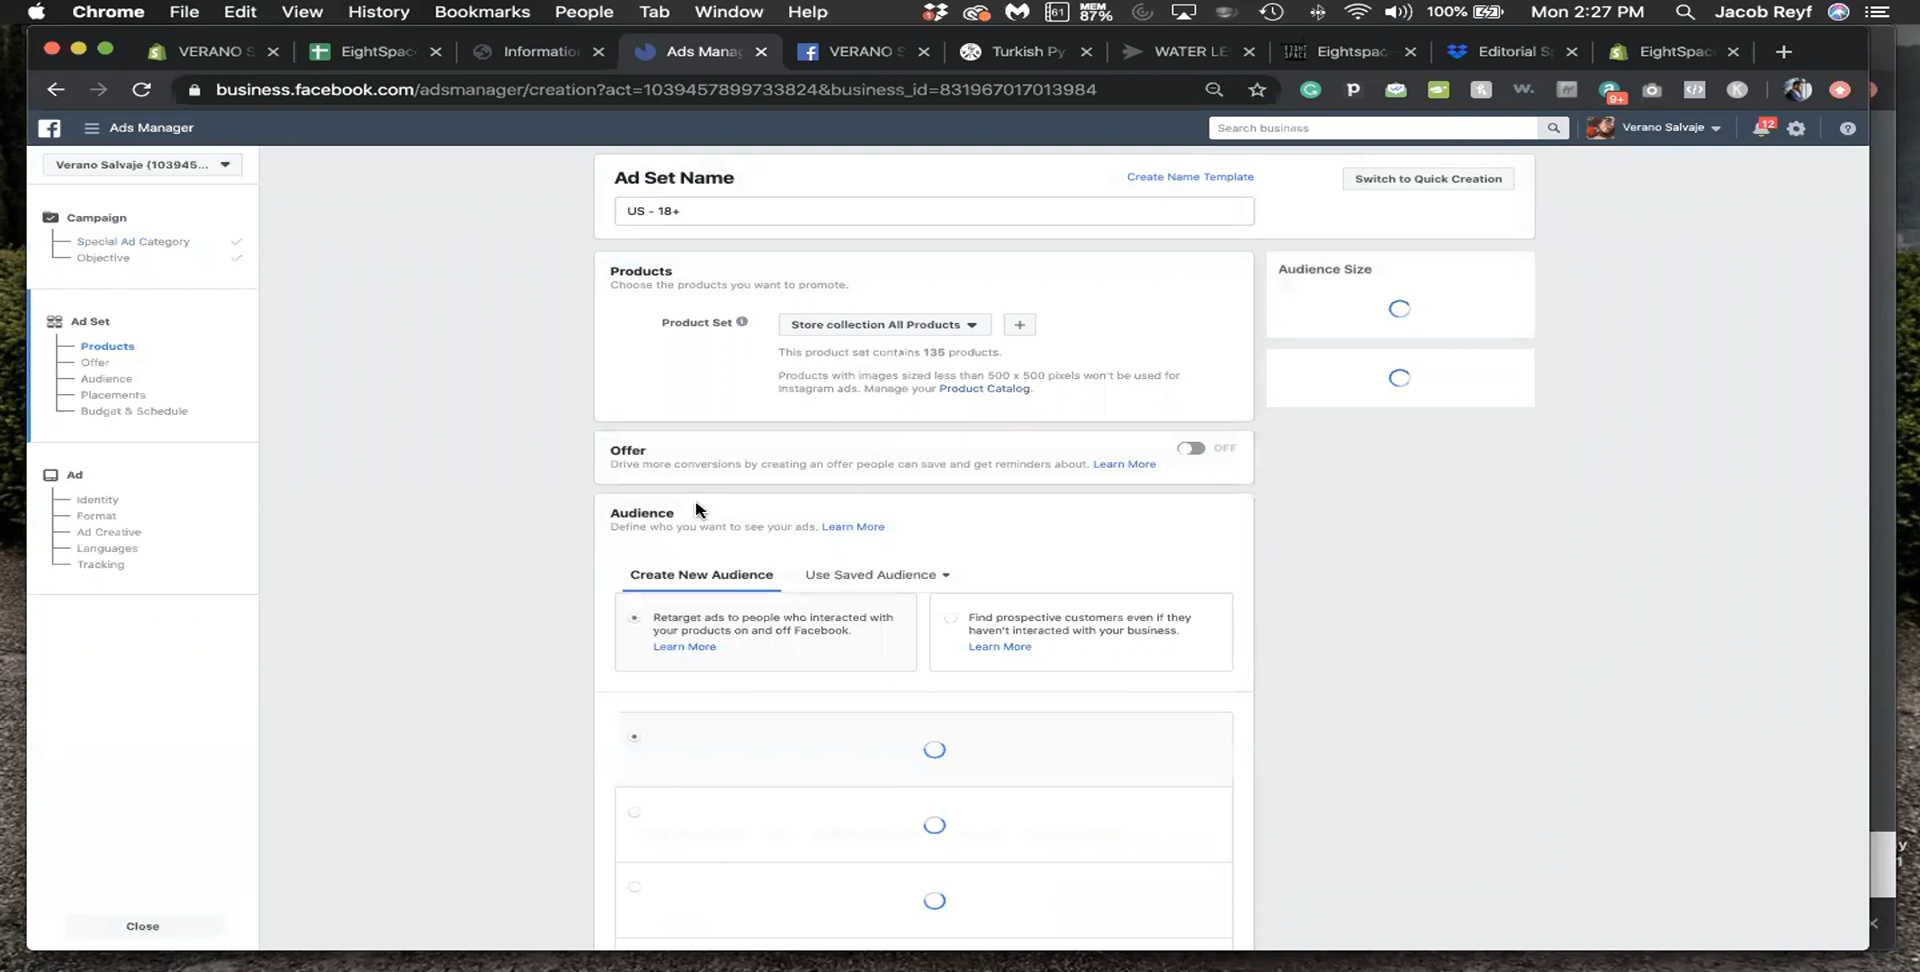 Chrome File Edit View History Bookmarks People Tab Window Help 61 MEM 87% 100% Mon 2:27 PM Jacob Reyf
VERANO S EightSpac Informatio Ads Manag VERANO S Turkish Py WATER LE EIGHT SPACE Eightspac Editorial S EightSpac
business.facebook.com/adsmanager/creation?act=1039457899733824&business_id=831967017013984
9+
Ads Manager Search business Verano Salvaje 12
Verano Salvaje (103945...
Ad Set Name Create Name Template Switch to Quick Creation
US - 18+
Campaign
Special Ad Category
Objective
Ad Set
Products
Offer
Audience
Placements
Budget & Schedule
Ad
Identity
Format
Ad Creative
Languages
Tracking
Close
Products
Choose the products you want to promote.
Product Set Store collection All Products +
This product set contains 135 products.
Products with images sized less than 500 x 500 pixels won't be used for
Instagram ads. Manage your Product Catalog.
Audience Size
Offer OFF
Drive more conversions by creating an offer people can save and get reminders about. Learn More
Audience
Define who you want to see your ads. Learn More
Create New Audience Use Saved Audience
Retarget ads to people who interacted with
your products on and off Facebook.
Learn More
Find prospective customers even if they
haven't interacted with your business.
Learn More